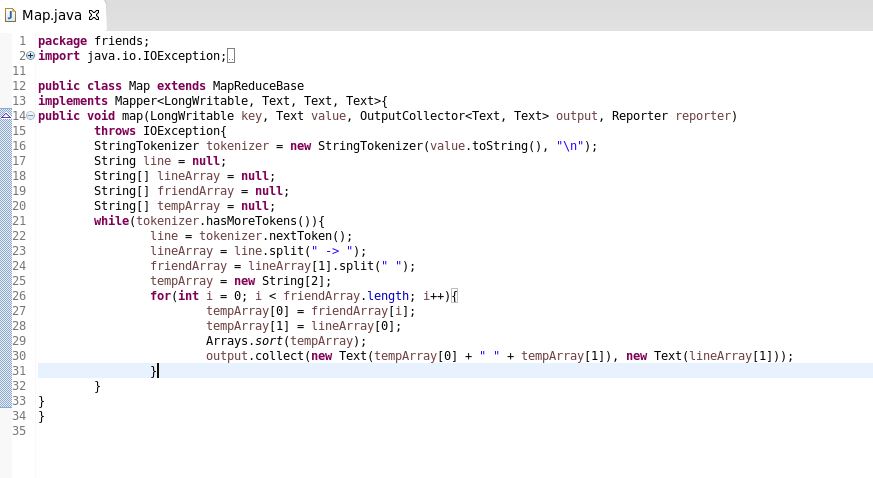 Map.java
1 package friends;
2 import java.io.IOException;
11
12 public class Map extends MapReduceBase
13 implements Mapper<LongWritable, Text, Text, Text>{
14 public void map(LongWritable key, Text value, OutputCollector<Text, Text> output, Reporter reporter)
15         throws IOException{
16         StringTokenizer tokenizer = new StringTokenizer(value.toString(), "\n");
17         String line = null;
18         String[] lineArray = null;
19         String[] friendArray = null;
20         String[] tempArray = null;
21         while(tokenizer.hasMoreTokens()){
22                 line = tokenizer.nextToken();
23                 lineArray = line.split(" -> ");
24                 friendArray = lineArray[1].split(" ");
25                 tempArray = new String[2];
26                 for(int i = 0; i < friendArray.length; i++){
27                         tempArray[0] = friendArray[i];
28                         tempArray[1] = lineArray[0];
29                         Arrays.sort(tempArray);
30                         output.collect(new Text(tempArray[0] + " " + tempArray[1]), new Text(lineArray[1]));
31                 }
32         }
33 }
34 }
35